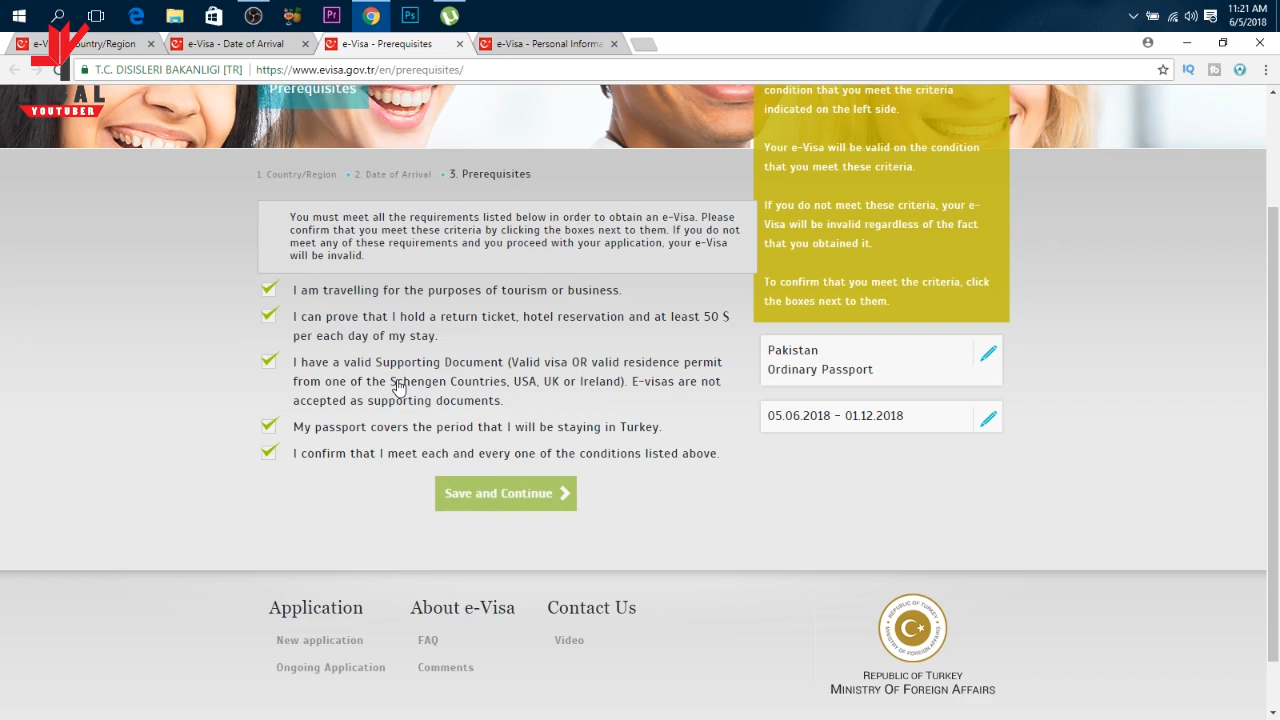 11:21 AM
6/5/2018
e-Visa - Date of Arrival
e-Visa - Prerequisites
e-Visa - Personal Informa
T.C. DISISLERI BAKANLIGI [TR]
https://www.evisa.gov.tr/en/prerequisites/
YOUTUBER
Prerequisites
condition that you meet the criteria
indicated on the left side.
Your e-Visa will be valid on the condition
that you meet these criteria.
If you do not meet these criteria, your e-
Visa will be invalid regardless of the fact
that you obtained it.
To confirm that you meet the criteria, click
the boxes next to them.
1. Country/Region • 2. Date of Arrival • 3. Prerequisites
You must meet all the requirements listed below in order to obtain an e-Visa. Please
confirm that you meet these criteria by clicking the boxes next to them. If you do not
meet any of these requirements and you proceed with your application, your e-Visa
will be invalid.
I am travelling for the purposes of tourism or business.
I can prove that I hold a return ticket, hotel reservation and at least 50 $
per each day of my stay.
I have a valid Supporting Document (Valid visa OR valid residence permit
from one of the Schengen Countries, USA, UK or Ireland). E-visas are not
accepted as supporting documents.
My passport covers the period that I will be staying in Turkey.
I confirm that I meet each and every one of the conditions listed above.
Save and Continue
Pakistan
Ordinary Passport
05.06.2018 - 01.12.2018
Application
New application
Ongoing Application
About e-Visa
FAQ
Comments
Contact Us
Video
REPUBLIC OF TURKEY
MINISTRY OF FOREIGN AFFAIRS
REPUBLIC OF TURKEY
MINISTRY OF FOREIGN AFFAIRS